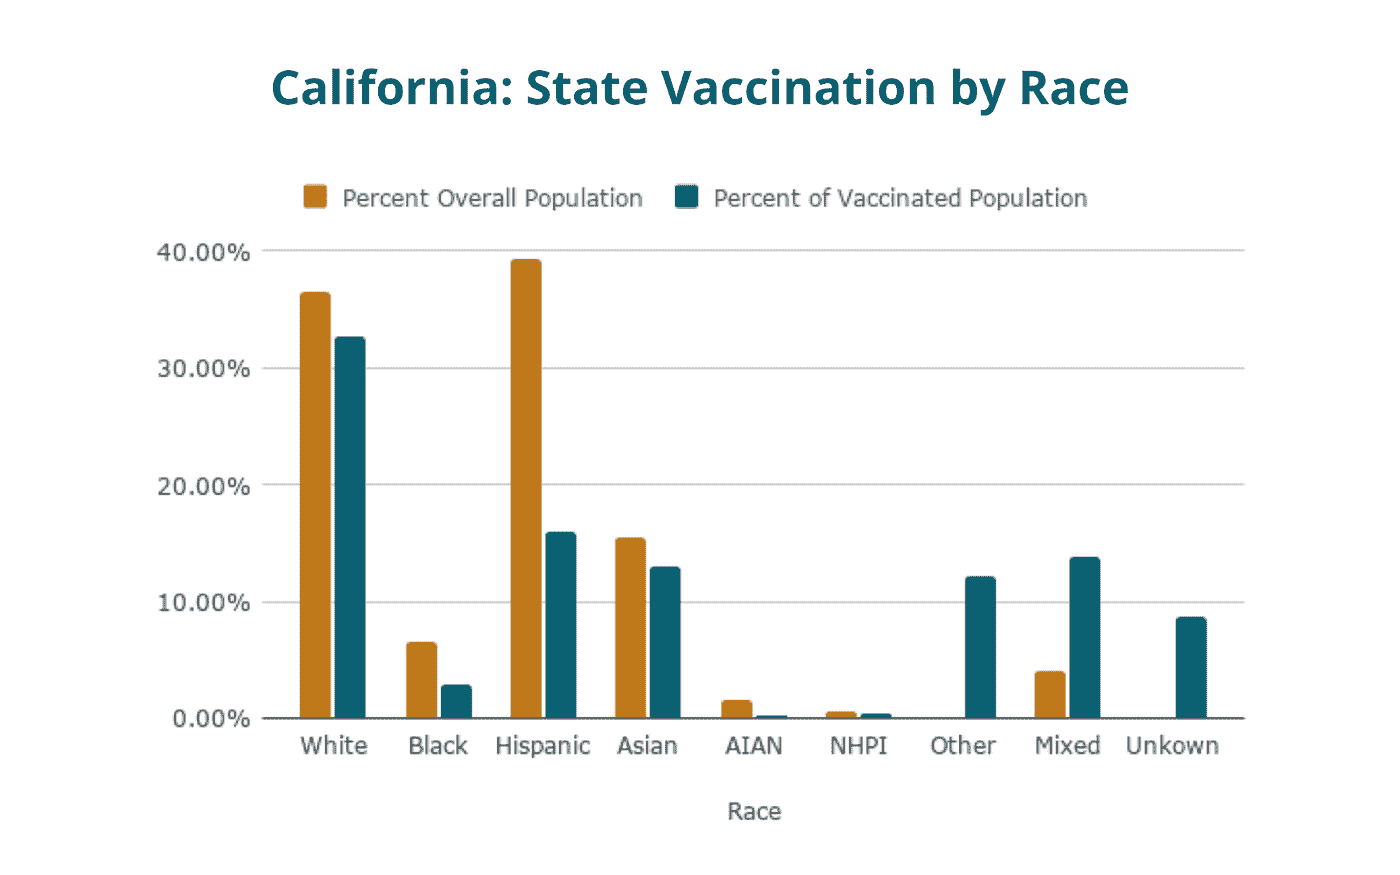 California: State Vaccination by Race
Percent Overall Population Percent of Vaccinated Population
40.00%
30.00%
20.00%
10.00%
0.00%
White Black Hispanic Asian AIAN NHPI Other Mixed Unkown
Race